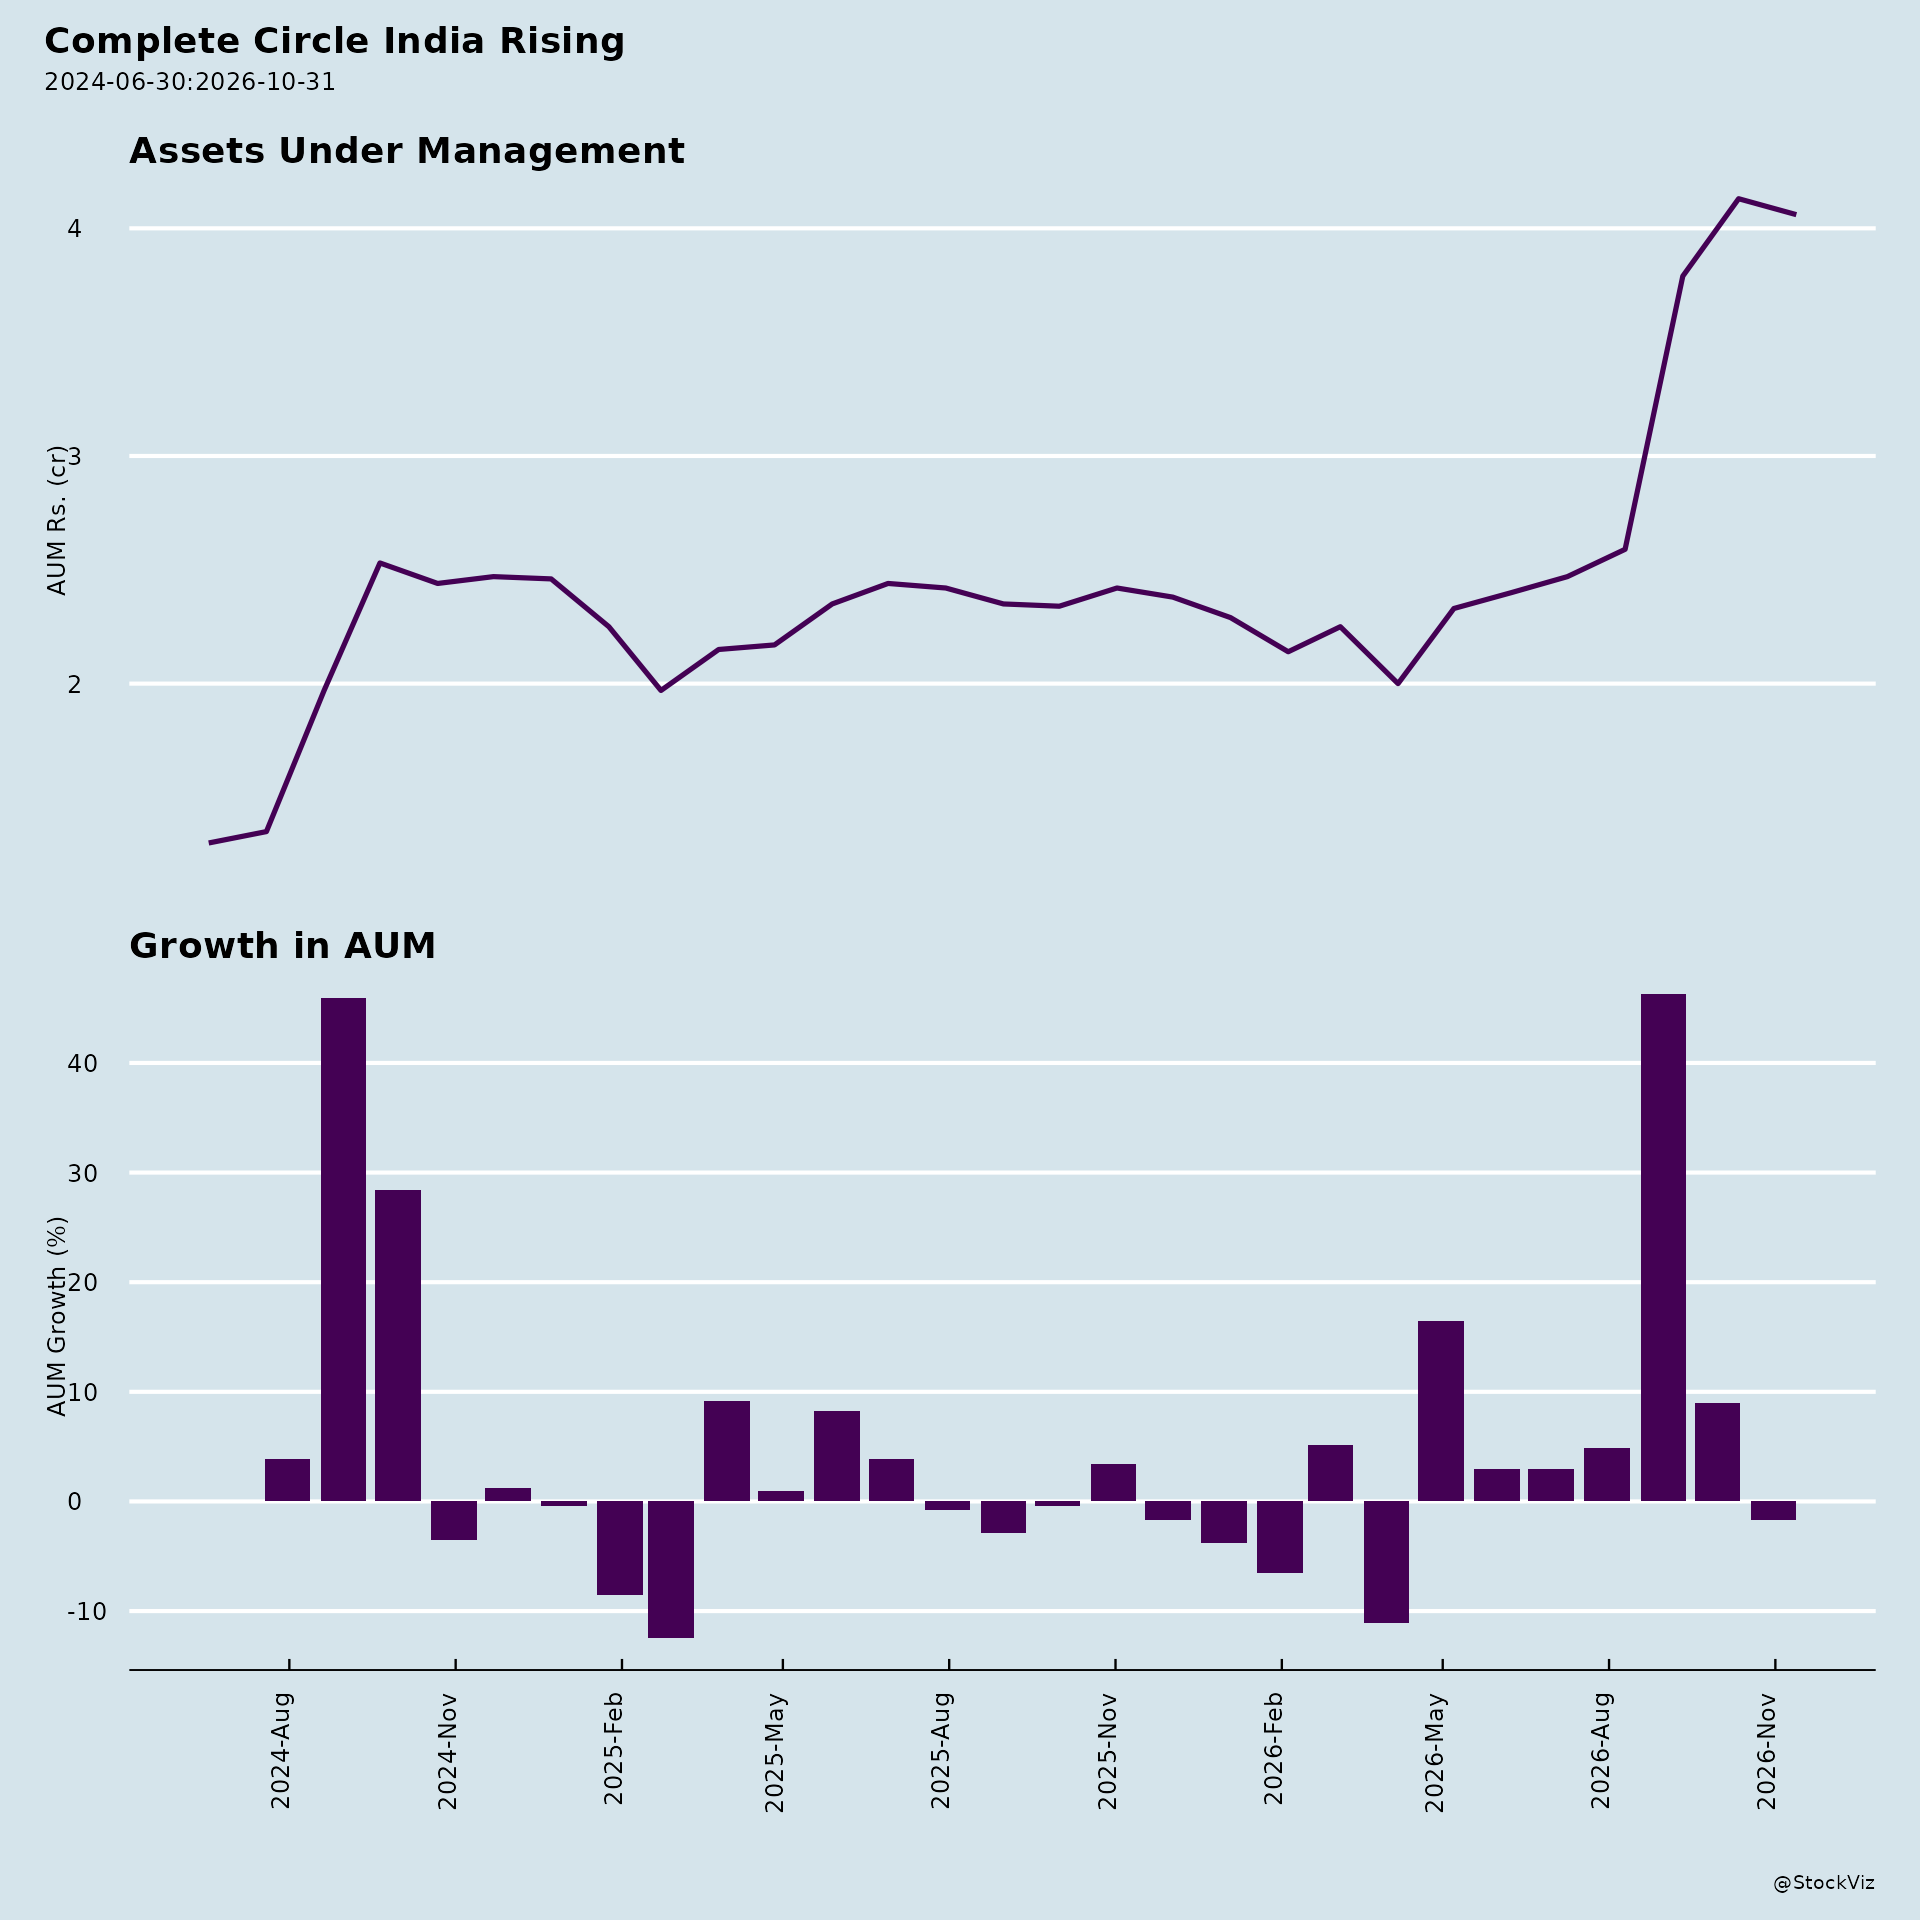 Complete Circle India Rising
2024-06-30:2026-10-31
Assets Under Management
AUM Rs. (cr)
4
3
2
Growth in AUM
AUM Growth (%)
40
30
20
10
0
-10
2024-Aug
2024-Nov
2025-Feb
2025-May
2025-Aug
2025-Nov
2026-Feb
2026-May
2026-Aug
2026-Nov
@StockViz